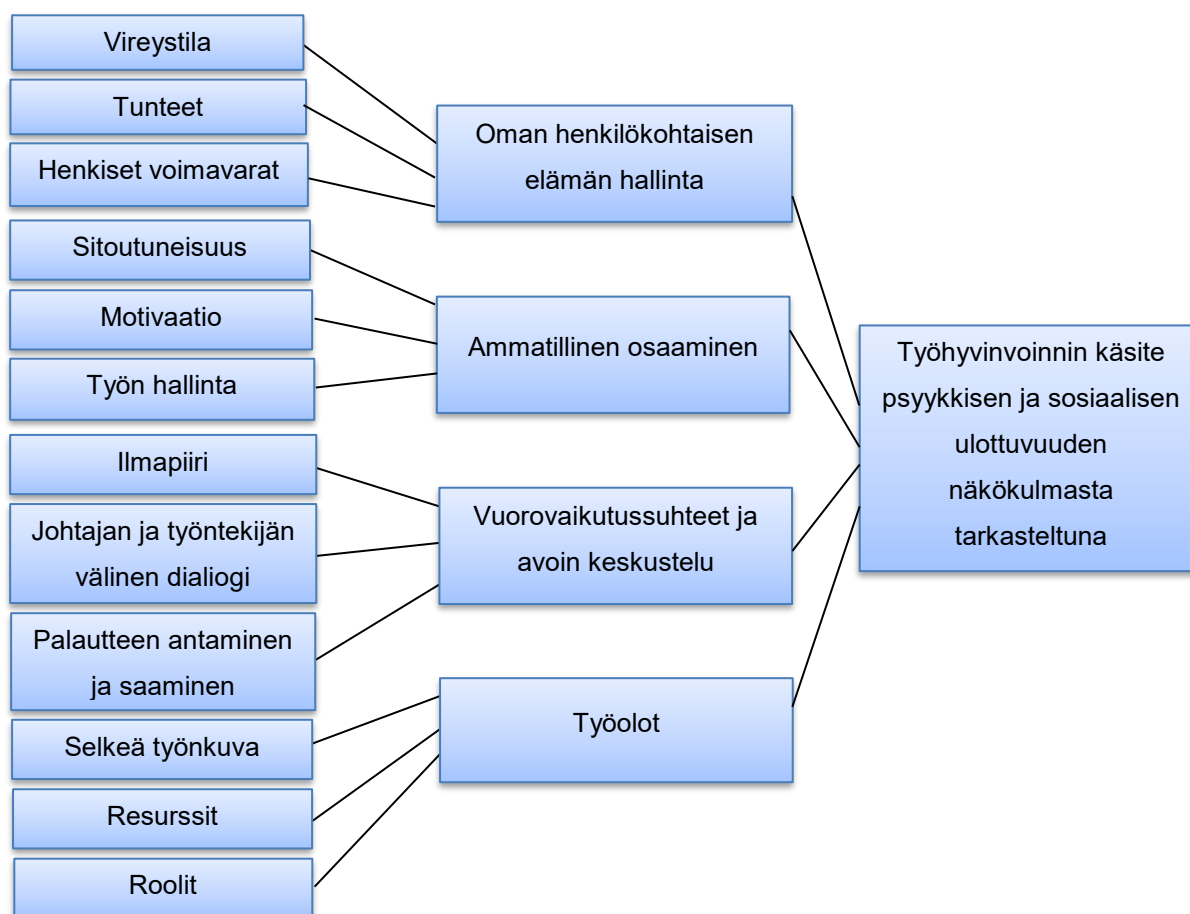 Vireystila
Tunteet
Henkiset voimavarat
Sitoutuneisuus
Motivaatio
Työn hallinta
Ilmapiiri
Johtajan ja työntekijän
välinen dialiogi
Palautteen antaminen
ja saaminen
Selkeä työnkuva
Resurssit
Roolit
Oman henkilökohtaisen
elämän hallinta
Ammatillinen osaaminen
Vuorovaikutussuhteet ja
avoin keskustelu
Työolot
Työhyvinvoinnin käsite
psyykkisen ja sosiaalisen
ulottuvuuden
näkökulmasta
tarkasteltuna